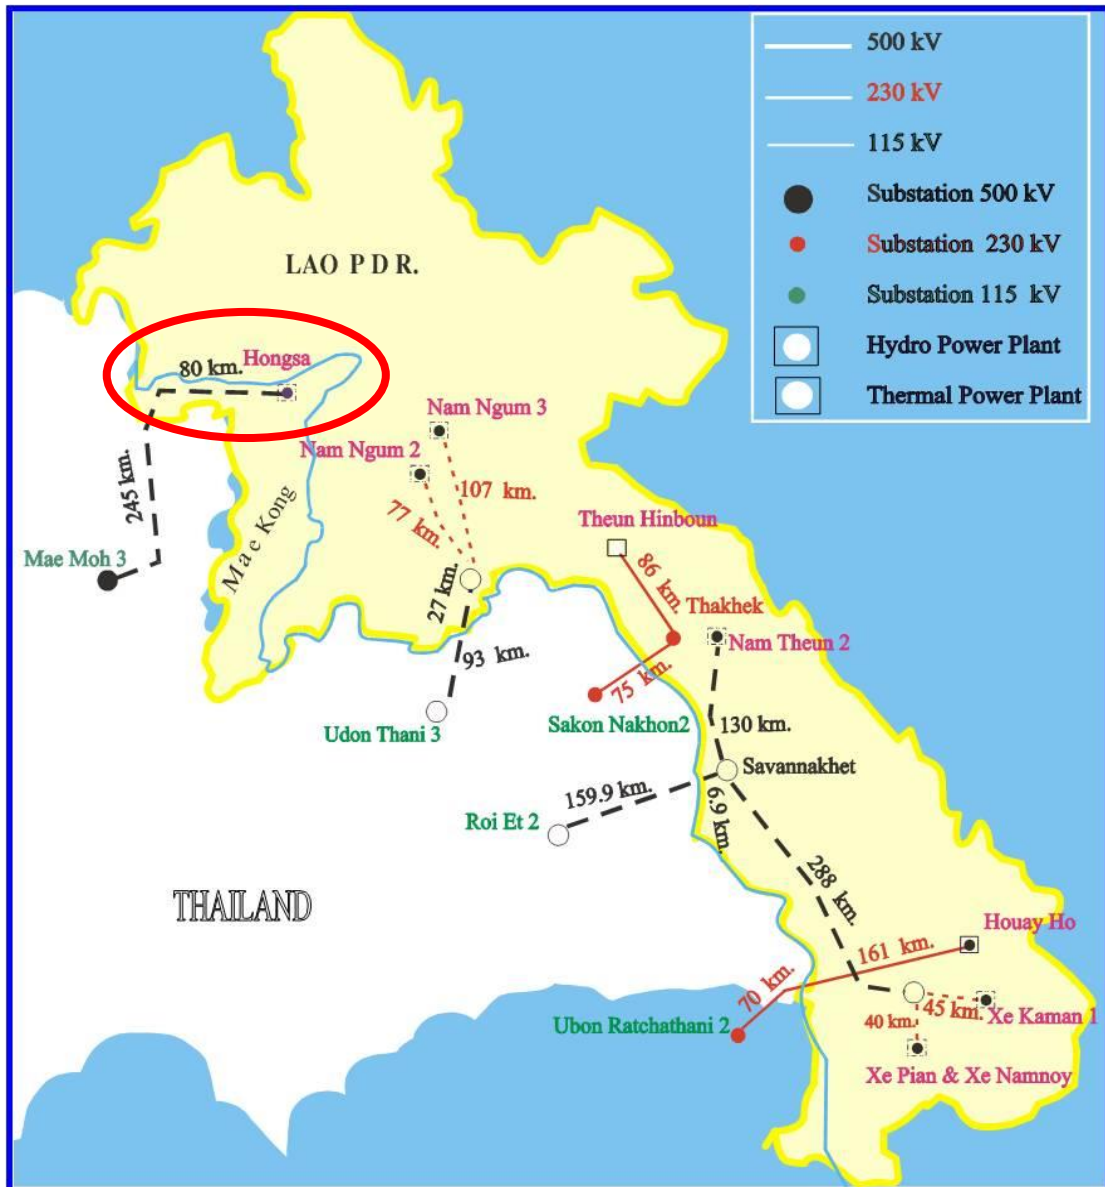 500 kV
230 kV
115 kV
Substation 500 kV
Substation 230 kV
Substation 115 kV
Hydro Power Plant
Thermal Power Plant
LAO P D R.
80 km.
Hongsa
Nam Ngum 3
Nam Ngum 2
107 km.
77 km.
245 km.
Mae Kong
Mae Moh 3
27 km.
93 km.
Udon Thani 3
Theun Hinboun
86 km.
Thakhek
Nam Theun 2
75 km.
Sakon Nakhon2
130 km.
Savannakhet
159.9 km.
6.9 km.
Roi Et 2
288 km.
THAILAND
Houay Ho
161 km.
70 km.
Ubon Ratchathani 2
45 km.
40 km.
Xe Kaman 1
Xe Pian & Xe Namnoy